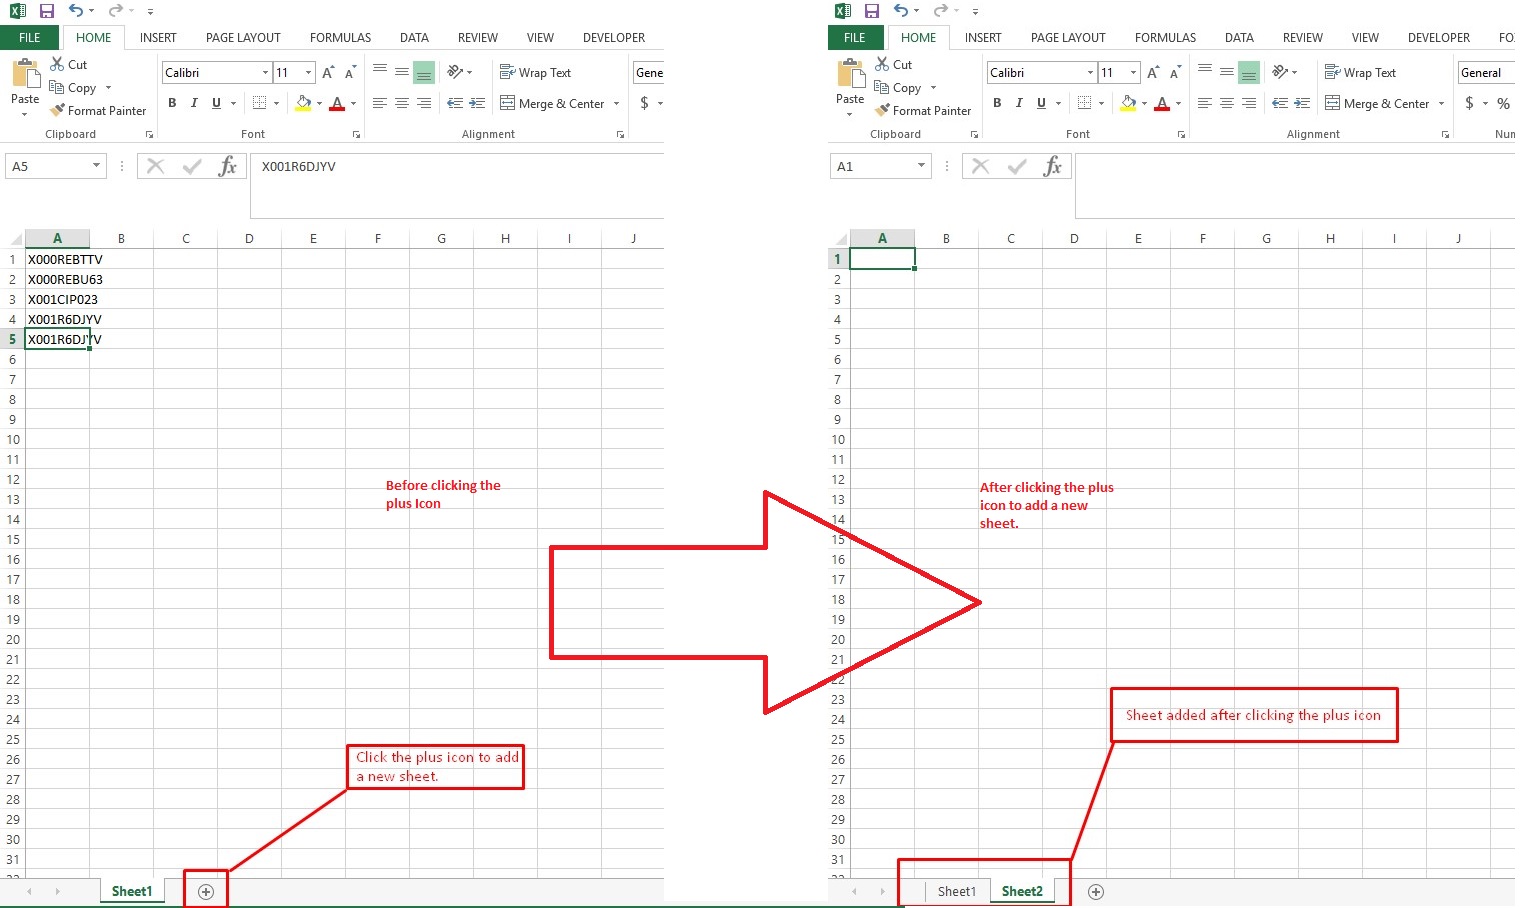 FILE HOME INSERT PAGE LAYOUT FORMULAS DATA REVIEW VIEW DEVELOPER
Cut
Copy
Format Painter
Paste
Clipboard
Calibri 11
B I U
Font
Wrap Text
Merge & Center
Alignment
Gene
$
A5 fx X001R6DJYV
A B C D E F G H I J
1 X000REBTTV
2 X000REBU63
3 X001CIP023
4 X001R6DJYV
5 X001R6DJYV
6
7
8
9
10
11
12
13
14
15
16
17
18
19
20
21
22
23
24
25
26
27
28
29
30
31
Before clicking the
plus Icon
Click the plus icon to add
a new sheet.
Sheet1
FILE HOME INSERT PAGE LAYOUT FORMULAS DATA REVIEW VIEW DEVELOPER FO
Cut
Copy
Format Painter
Paste
Clipboard
Calibri 11
B I U
Font
Wrap Text
Merge & Center
Alignment
General
$ %
Num
A1 fx
A B C D E F G H I J
1
2
3
4
5
6
7
8
9
10
11
12
13
14
15
16
17
18
19
20
21
22
23
24
25
26
27
28
29
30
31
After clicking the plus
icon to add a new
sheet.
Sheet added after clicking the plus icon
Sheet1 Sheet2